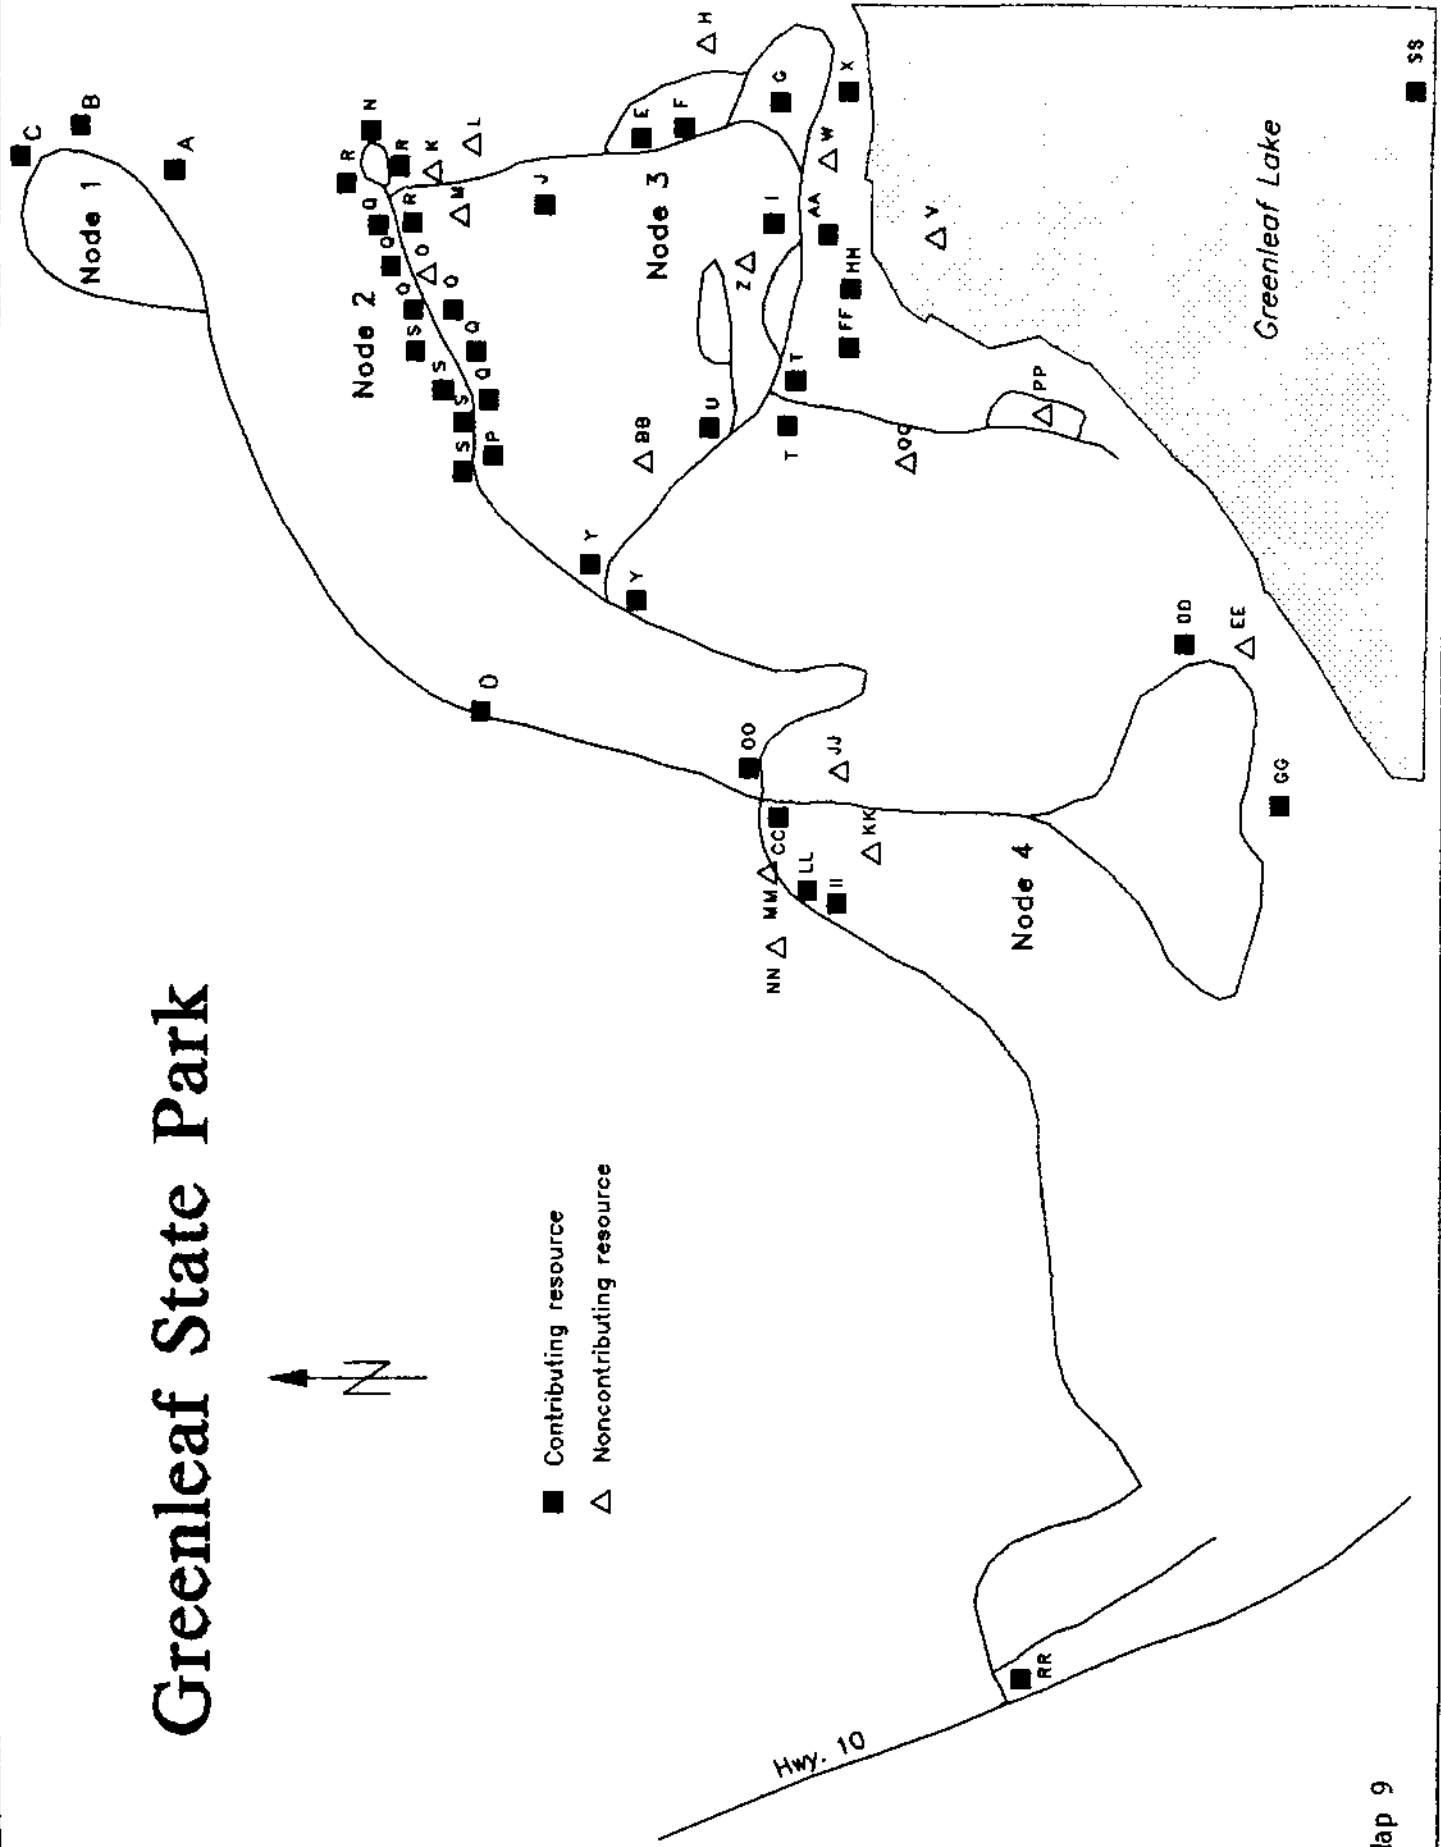 Greenleaf State Park
N
Contributing resource
Noncontributing resource
C
B
A
Node 1
N
R
R
K
L
Q
R
M
Q
O
Q
Q
S
Q
S
Q
S
S
P
Node 2
H
E
F
G
X
W
J
I
AA
Node 3
Z
HH
FF
T
T
U
BB
V
PP
QQ
Y
Y
Greenleaf Lake
SS
D
OO
JJ
CC
KK
MM
LL
II
NN
Node 4
DD
EE
GG
RR
Hwy. 10
ap 9